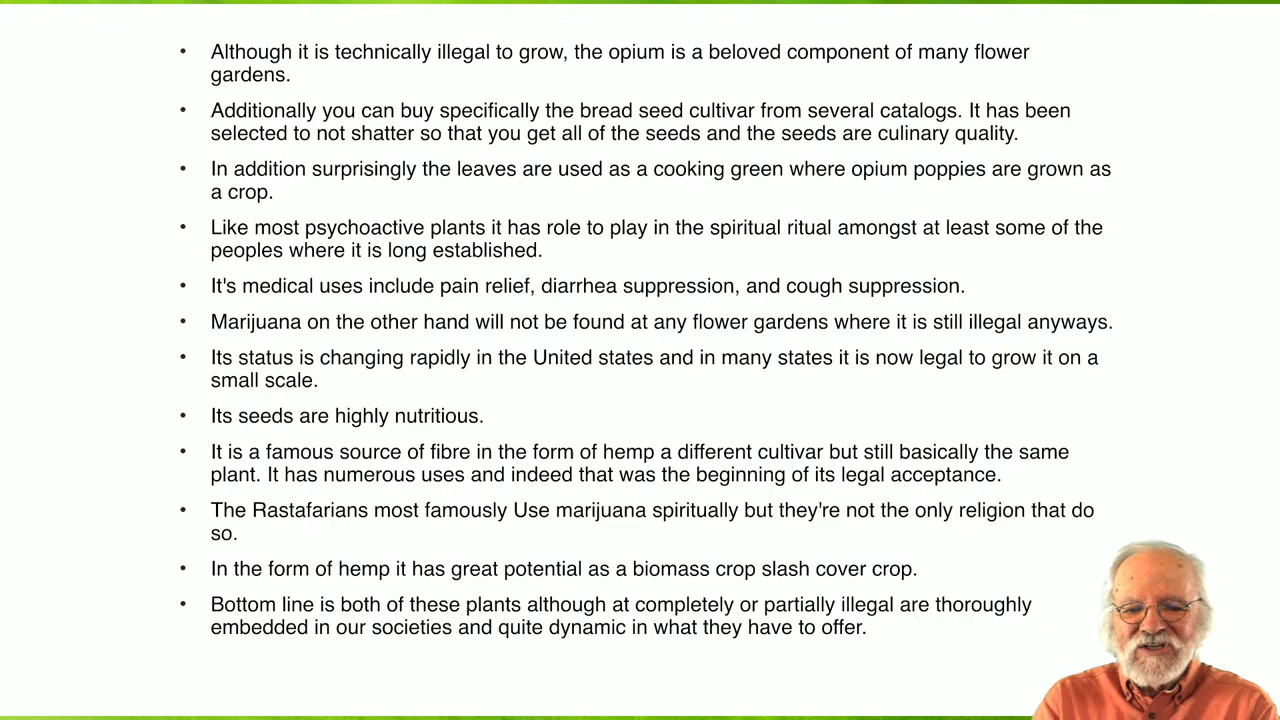 • Although it is technically illegal to grow, the opium is a beloved component of many flower
gardens.
• Additionally you can buy specifically the bread seed cultivar from several catalogs. It has been
selected to not shatter so that you get all of the seeds and the seeds are culinary quality.
• In addition surprisingly the leaves are used as a cooking green where opium poppies are grown as
a crop.
• Like most psychoactive plants it has role to play in the spiritual ritual amongst at least some of the
peoples where it is long established.
• It's medical uses include pain relief, diarrhea suppression, and cough suppression.
• Marijuana on the other hand will not be found at any flower gardens where it is still illegal anyways.
• Its status is changing rapidly in the United states and in many states it is now legal to grow it on a
small scale.
• Its seeds are highly nutritious.
• It is a famous source of fibre in the form of hemp a different cultivar but still basically the same
plant. It has numerous uses and indeed that was the beginning of its legal acceptance.
• The Rastafarians most famously Use marijuana spiritually but they're not the only religion that do
so.
• In the form of hemp it has great potential as a biomass crop slash cover crop.
• Bottom line is both of these plants although at completely or partially illegal are thoroughly
embedded in our societies and quite dynamic in what they have to offer.